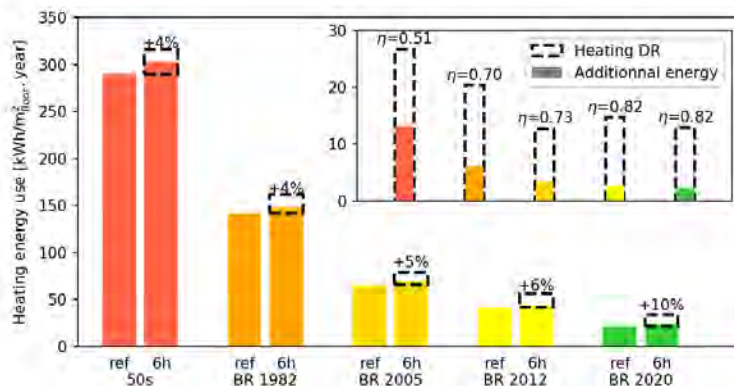 Heating energy use [kWh/m²floor· year]
350
300
250
200
150
100
50
0
+4%
+4%
+5%
+6%
+10%
30
20
10
0
η=0.51
η=0.70
η=0.73
η=0.82
η=0.82
Heating DR
Additionnal energy
ref 6h ref 6h ref 6h ref 6h ref 6h
50s BR 1982 BR 2005 BR 2012 BR 2020